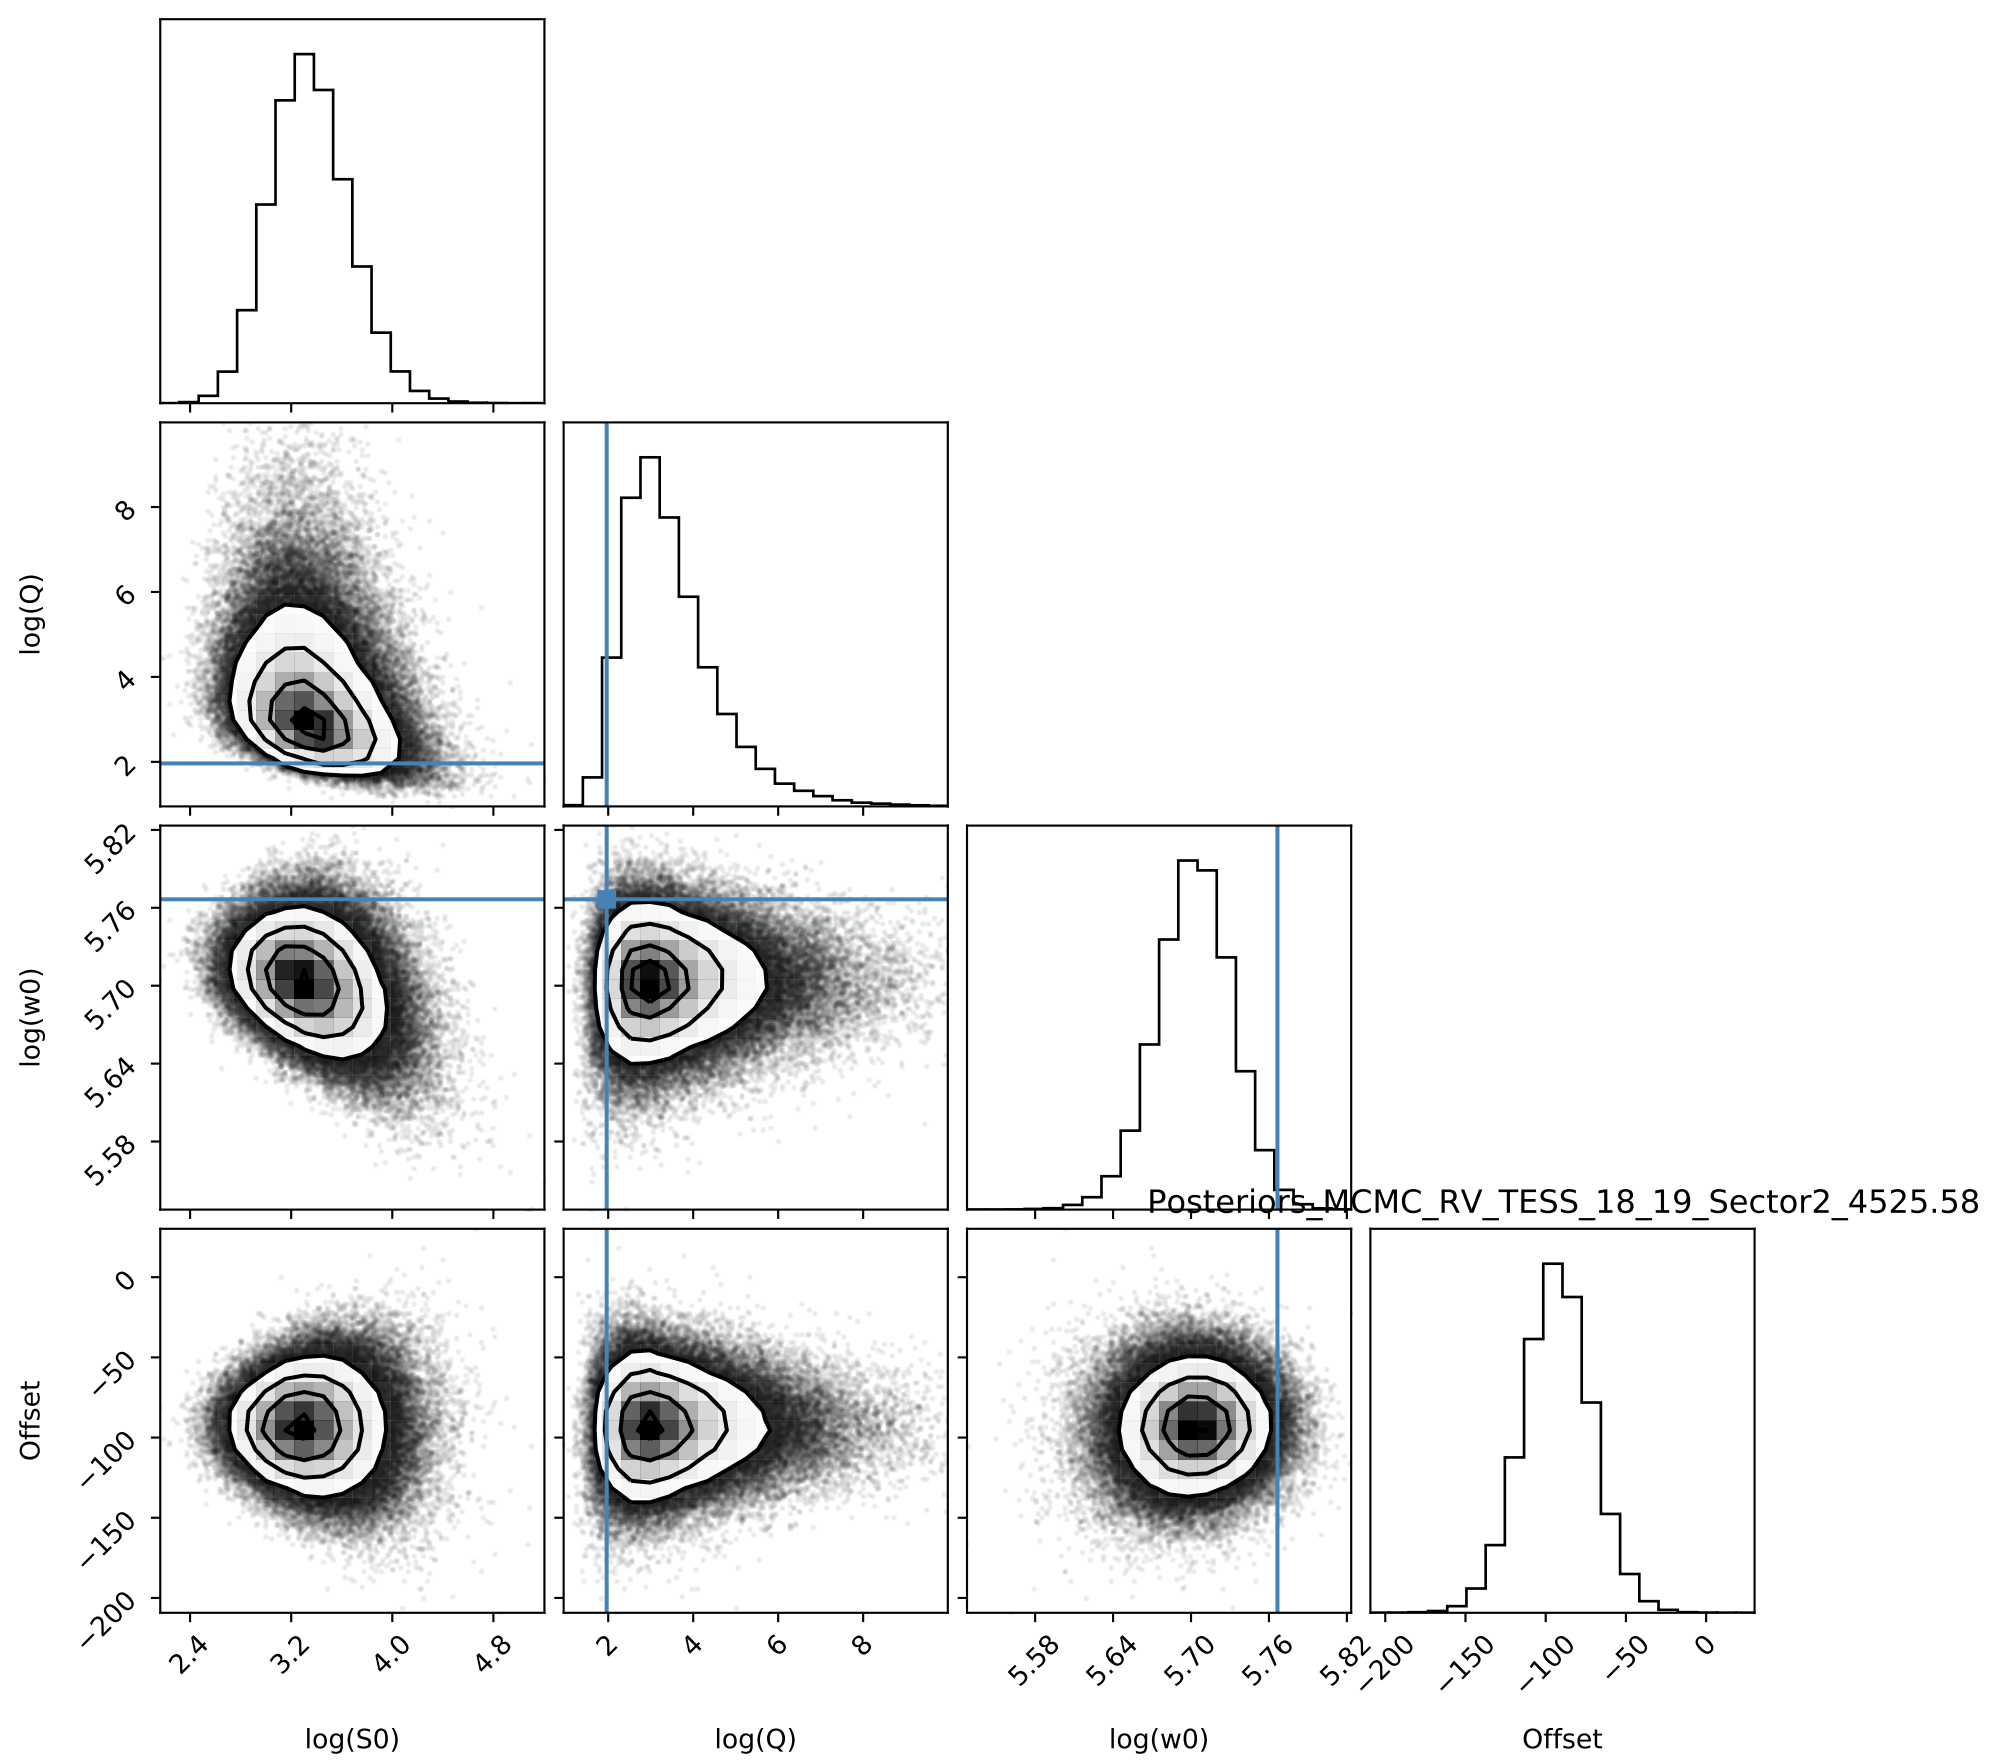 log(Q)
8
6
4
2
log(w0)
5.82
5.76
5.70
5.64
5.58
Posteriors_MCMC_RV_TESS_18_19_Sector2_4525.58
Offset
0
−50
−100
−150
−200
2.4 3.2 4.0 4.8 2 4 6 8 5.58 5.64 5.70 5.76 5.82 −200 −150 −100 −50 0
log(S0) log(Q) log(w0) Offset